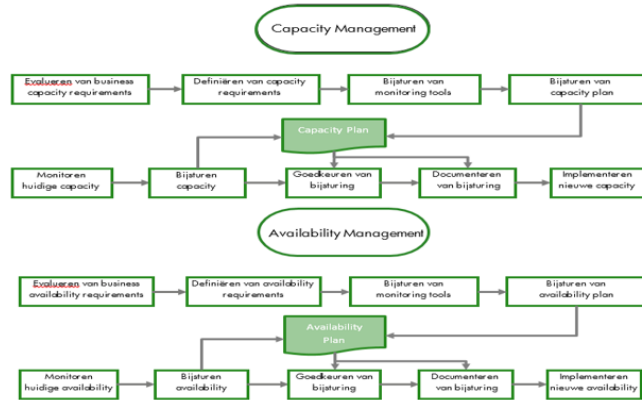 Capacity Management
Evalueren van business
capacity requirements
Definiëren van capacity
requirements
Bijsturen van
monitoring tools
Bijsturen van
capacity plan
Capacity Plan
Monitoren
huidige capacity
Bijsturen
capacity
Goedkeuren van
bijsturing
Documenteren
van bijsturing
Implementeren
nieuwe capacity
Availability Management
Evalueren van business
availability requirements
Definiëren van availability
requirements
Bijsturen van
monitoring tools
Bijsturen van
availability plan
Availability
Plan
Monitoren
huidige availability
Bijsturen
availability
Goedkeuren van
bijsturing
Documenteren
van bijsturing
Implementeren
nieuwe availability